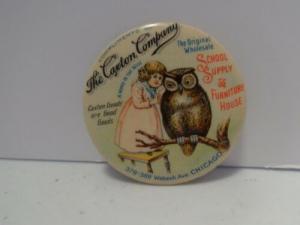 The Caxton Company
The Original
Wholesale
School
Supply
&
Furniture
House
Caxton Goods
are Good
Goods
Wabash Ave. CHICAGO